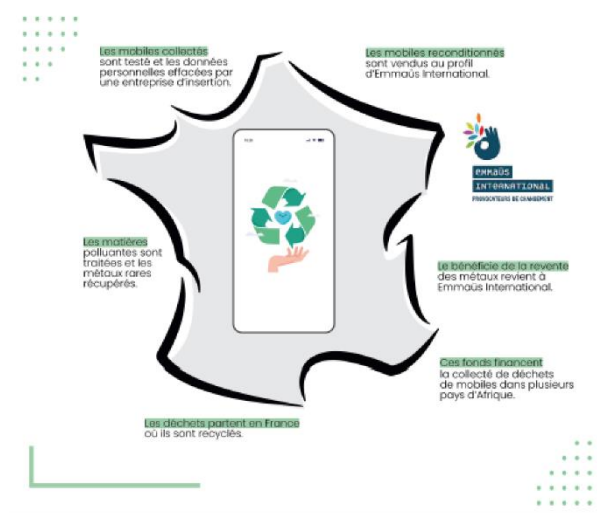 Les mobiles collectés
sont testé et les données
personnelles effacées par
une entreprise d'insertion.
Les mobiles reconditionnés
sont vendus au profil
d'Emmaüs International.
emmaüs
INTERNATIONAL
PROVOCATEURS DE CHANGEMENT
Les matières
polluantes sont
traitées et les
métaux rares
récupérés.
Le bénéficie de la revente
des métaux revient à
Emmaüs International.
Ces fonds financent
la collecté de déchets
de mobiles dans plusieurs
pays d'Afrique.
Les déchets partent en France
où ils sont recyclés.